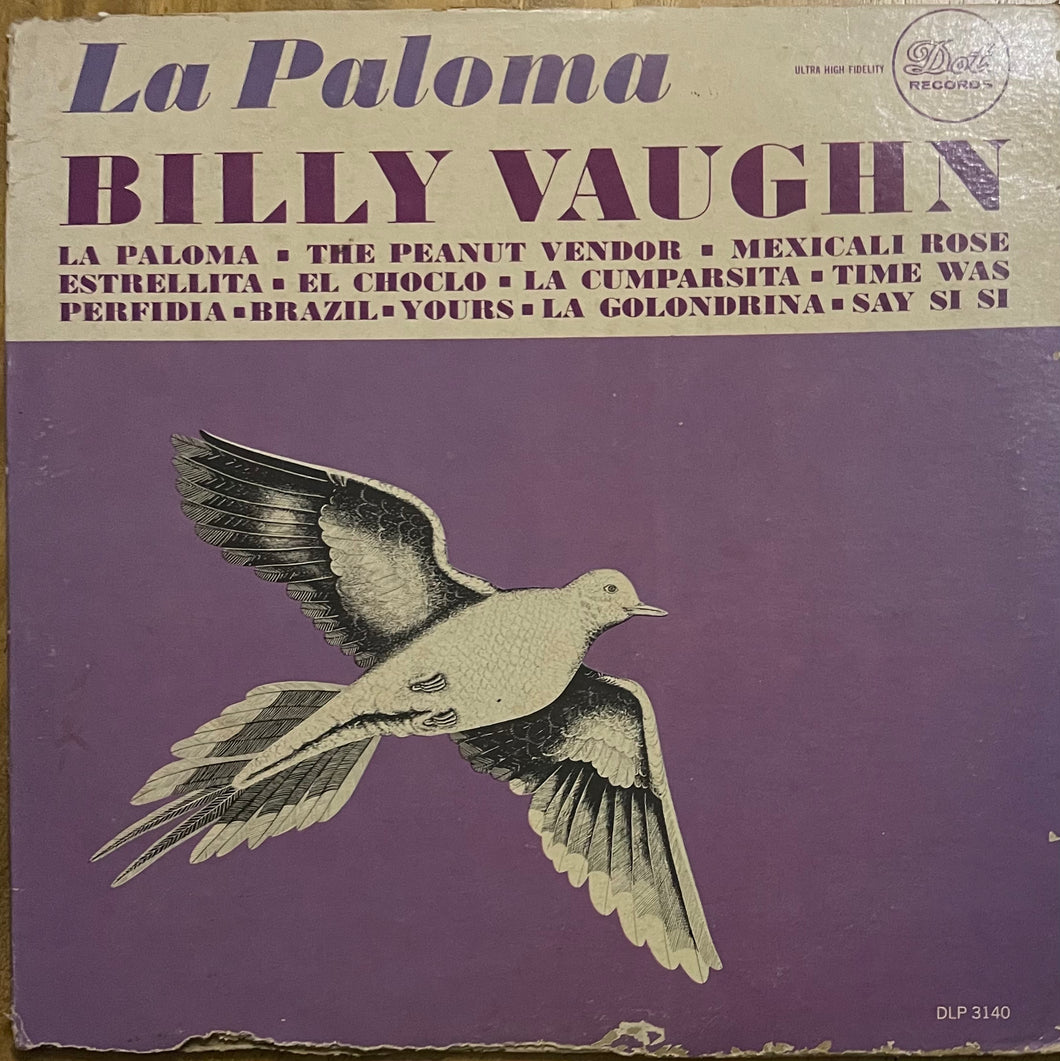 La Paloma
ULTRA HIGH FIDELITY
Dot
RECORDS
BILLY VAUGHN
LA PALOMA ▪ THE PEANUT VENDOR ▪ MEXICALI ROSE
ESTRELLITA ▪ EL CHOCLO ▪ LA CUMPARSITA ▪ TIME WAS
PERFIDIA ▪ BRAZIL ▪ YOURS ▪ LA GOLONDRINA ▪ SAY SI SI
DLP 3140